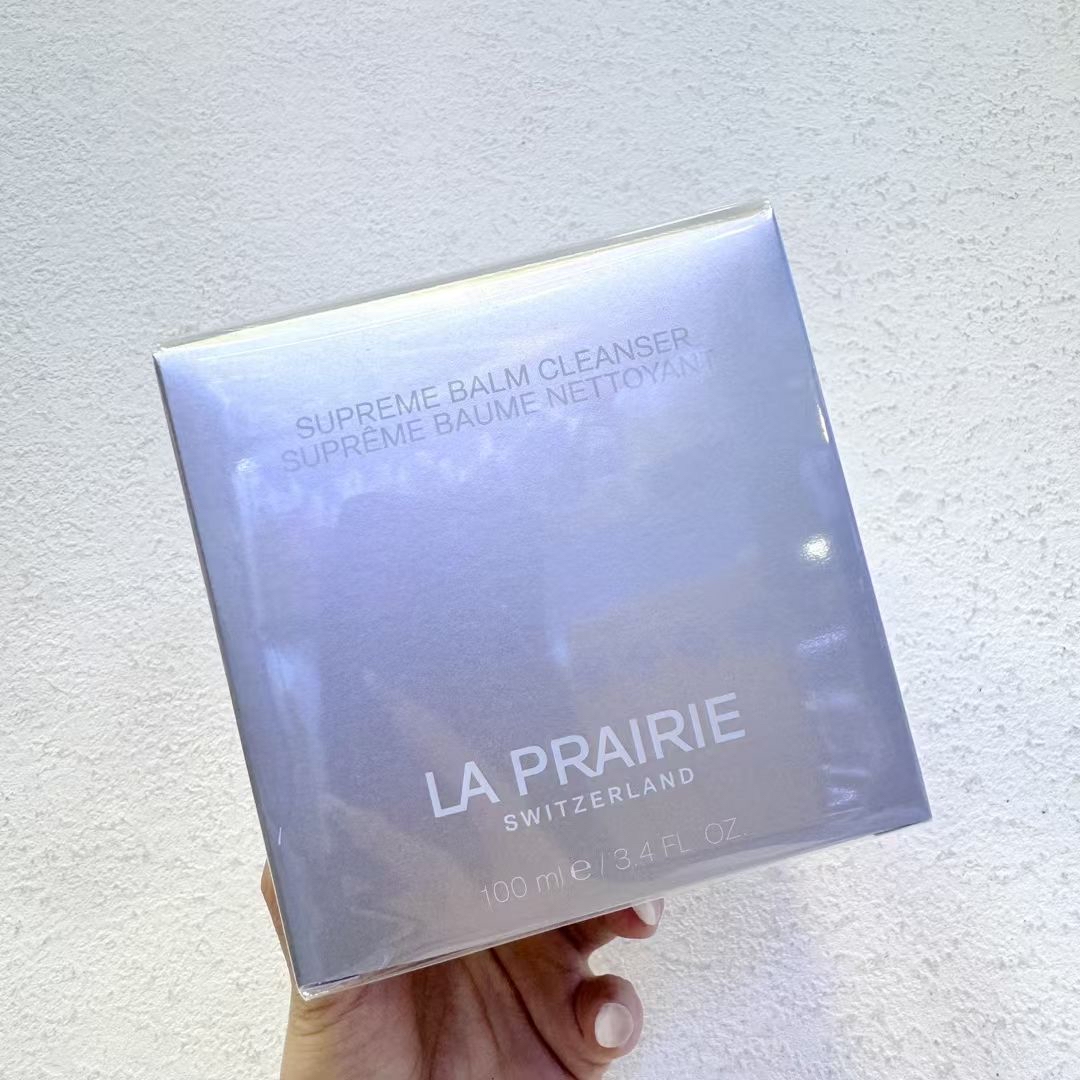 SUPREME BALM CLEANSER
SUPRÊME BAUME NETTOYANT
LA PRAIRIE
SWITZERLAND
100 ml e / 3.4 FL. OZ.